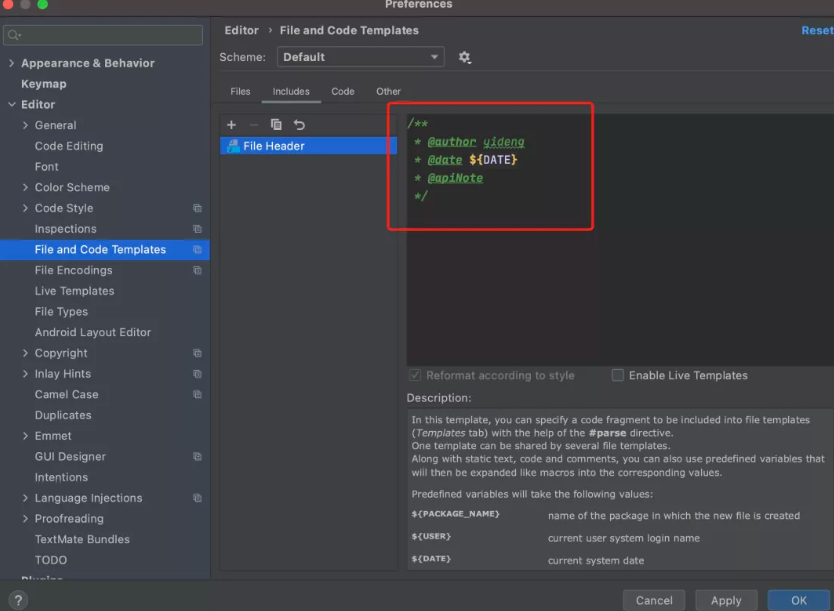 Preferences
Editor › File and Code Templates
Reset
Scheme: Default
Files Includes Code Other
Appearance & Behavior
Keymap
Editor
General
Code Editing
Font
Color Scheme
Code Style
Inspections
File and Code Templates
File Encodings
Live Templates
File Types
Android Layout Editor
Copyright
Inlay Hints
Camel Case
Duplicates
Emmet
GUI Designer
Intentions
Language Injections
Proofreading
TextMate Bundles
TODO
Plugins
File Header
/**
* @author yideng
* @date ${DATE}
* @apiNote
*/
Reformat according to style
Enable Live Templates
Description:
In this template, you can specify a code fragment to be included into file templates
(Templates tab) with the help of the #parse directive.
One template can be shared by several file templates.
Along with static text, code and comments, you can also use predefined variables that
will then be expanded like macros into the corresponding values.
Predefined variables will take the following values:
${PACKAGE_NAME} name of the package in which the new file is created
${USER} current user system login name
${DATE} current system date
?
Cancel
Apply
OK